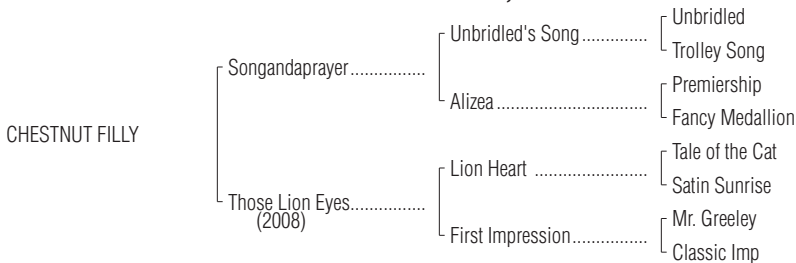 Unbridled
Unbridled's Song..............
Trolley Song
Songandaprayer................
Premiership
Alizea................................
Fancy Medallion
CHESTNUT FILLY
Tale of the Cat
Lion Heart ........................
Satin Sunrise
Those Lion Eyes................
(2008)
Mr. Greeley
First Impression................
Classic Imp